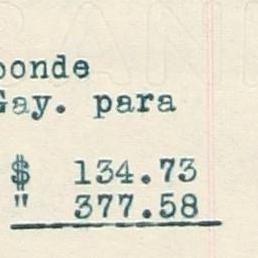 ponde
Gay. para
$ 134.73
" 377.58